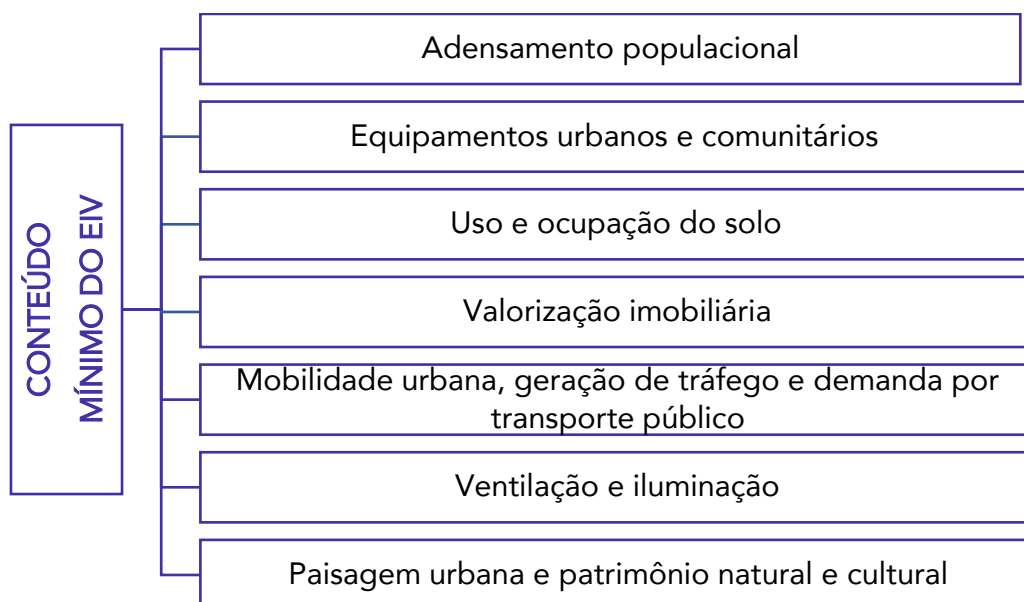 CONTEÚDO
MÍNIMO DO EIV
Adensamento populacional
Equipamentos urbanos e comunitários
Uso e ocupação do solo
Valorização imobiliária
Mobilidade urbana, geração de tráfego e demanda por
transporte público
Ventilação e iluminação
Paisagem urbana e patrimônio natural e cultural